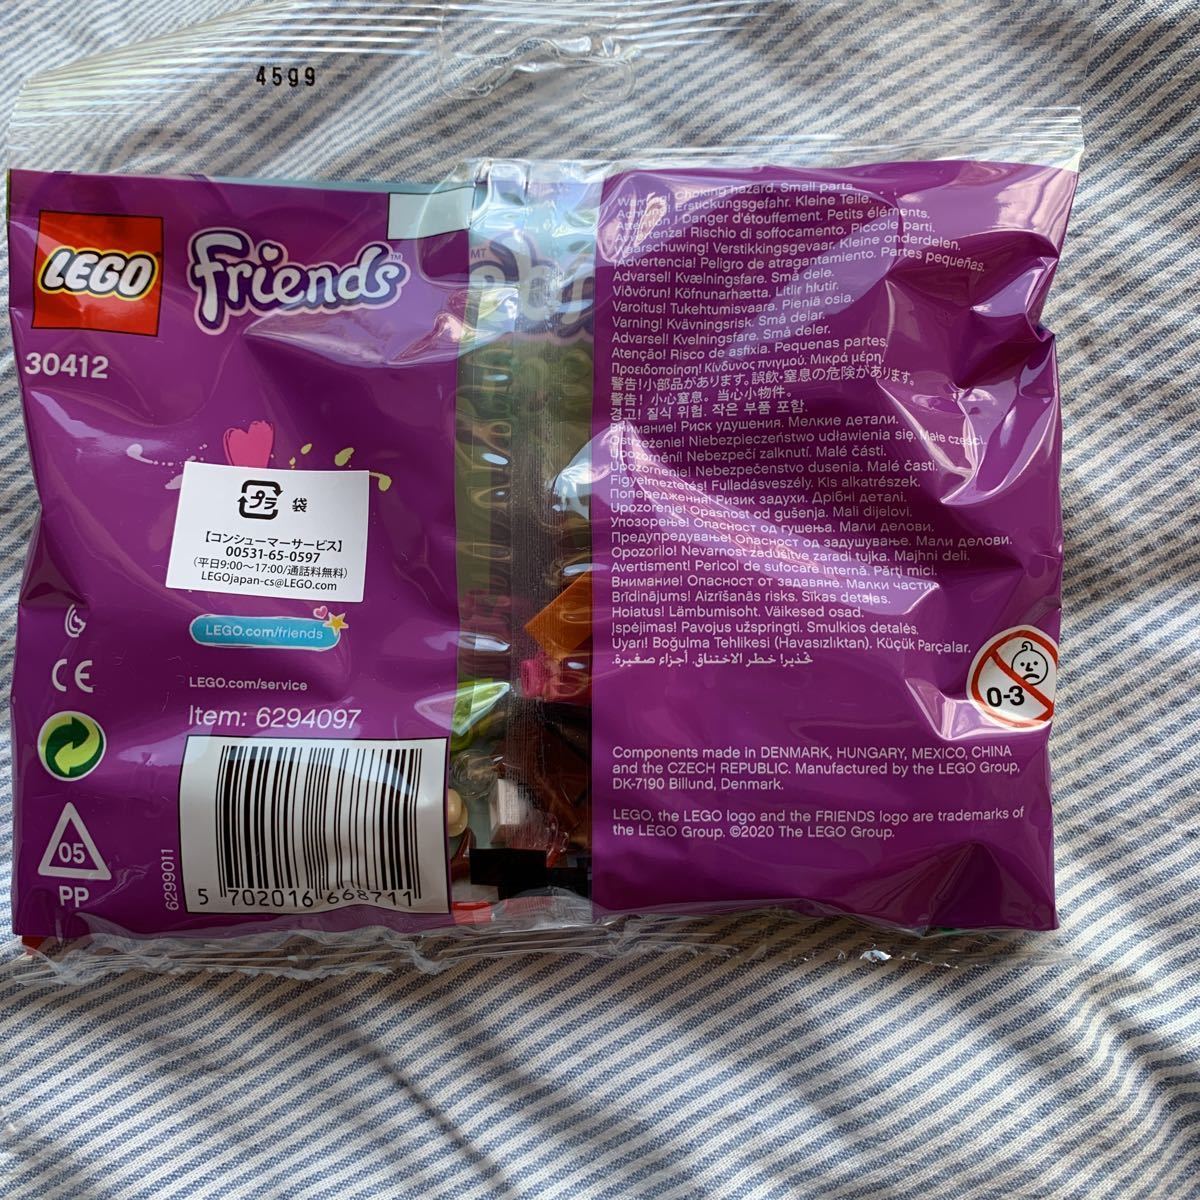 4599
LEGO
friends™
30412
プラ
袋
【コンシューマーサービス】
00531-65-0597
(平日9:00〜17:00/通話料無料)
LEGOjapan-cs@LEGO.com
LEGO.com/friends
CE
LEGO.com/service
Item: 6294097
05
PP
6299011
5 702016 668711
Warning! Choking hazard. Small parts.
Achtung! Erstickungsgefahr. Kleine Teile.
Attention ! Danger d'étouffement. Petits éléments.
Avvertenza! Rischio di soffocamento. Piccole parti.
Waarschuwing! Verstikkingsgevaar. Kleine onderdelen.
¡Advertencia! Peligro de atragantamiento. Partes pequeñas.
Advarsel! Kvælningsfare. Små dele.
Viðvörun! Köfnunarhætta. Litlir hlutir.
Varoitus! Tukehtumisvaara. Pieniä osia.
Varning! Kvävningsrisk. Små delar.
Advarsel! Kvelningsfare. Små deler.
Atenção! Risco de asfixia. Pequenas partes.
Προειδοποίηση! Κίνδυνος πνιγμού. Μικρά μέρη.
警告!小部品があります。誤飲・窒息の危険があります。
警告! 小心窒息。当心小物件。
경고! 질식 위험. 작은 부품 포함.
Внимание! Риск удушения. Мелкие детали.
Ostrzeżenie! Niebezpieczeństwo udławienia się. Małe części.
Upozornění! Nebezpečí zalknutí. Malé části.
Upozornenie! Nebezpečenstvo dusenia. Malé časti.
Figyelmeztetés! Fulladásveszély. Kis alkatrészek.
Попередження! Ризик задухи. Дрібні деталі.
Upozorenje! Opasnost od gušenja. Mali dijelovi.
Упозорење! Опасност од гушења. Мали делови.
Предупредување! Опасност од задушување. Мали делови.
Opozorilo! Nevarnost zadušitve zaradi tujka. Majhni deli.
Avertisment! Pericol de sufocare internă. Părţi mici.
Внимание! Опасност от задавяне. Малки части.
Brīdinājums! Aizrīšanās risks. Sīkas detaļas.
Hoiatus! Lämbumisoht. Väikesed osad.
Įspėjimas! Pavojus užspringti. Smulkios detalės.
Uyarı! Boğulma Tehlikesi (Havasızlıktan). Küçük Parçalar.
تحذير! خطر الاختناق. أجزاء صغيرة.
0-3
Components made in DENMARK, HUNGARY, MEXICO, CHINA
and the CZECH REPUBLIC. Manufactured by the LEGO Group,
DK-7190 Billund, Denmark.
LEGO, the LEGO logo and the FRIENDS logo are trademarks of
the LEGO Group. ©2020 The LEGO Group.